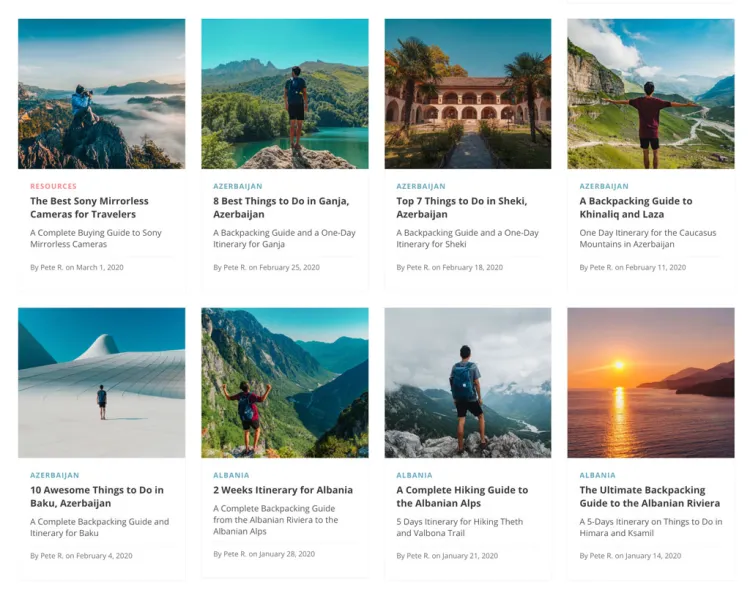 RESOURCES
The Best Sony Mirrorless
Cameras for Travelers
A Complete Buying Guide to Sony
Mirrorless Cameras
By Pete R. on March 1, 2020
AZERBAIJAN
8 Best Things to Do in Ganja,
Azerbaijan
A Backpacking Guide and a One-Day
Itinerary for Ganja
By Pete R. on February 25, 2020
AZERBAIJAN
Top 7 Things to Do in Sheki,
Azerbaijan
A Backpacking Guide and a One-Day
Itinerary for Sheki
By Pete R. on February 18, 2020
AZERBAIJAN
A Backpacking Guide to
Khinaliq and Laza
One Day Itinerary for the Caucasus
Mountains in Azerbaijan
By Pete R. on February 11, 2020
AZERBAIJAN
10 Awesome Things to Do in
Baku, Azerbaijan
A Complete Backpacking Guide and
Itinerary for Baku
By Pete R. on February 4, 2020
ALBANIA
2 Weeks Itinerary for Albania
A Complete Backpacking Guide
from the Albanian Riviera to the
Albanian Alps
By Pete R. on January 28, 2020
ALBANIA
A Complete Hiking Guide to
the Albanian Alps
5 Days Itinerary for Hiking Theth
and Valbona Trail
By Pete R. on January 21, 2020
ALBANIA
The Ultimate Backpacking
Guide to the Albanian Riviera
A 5-Days Itinerary on Things to Do in
Himara and Ksamil
By Pete R. on January 14, 2020